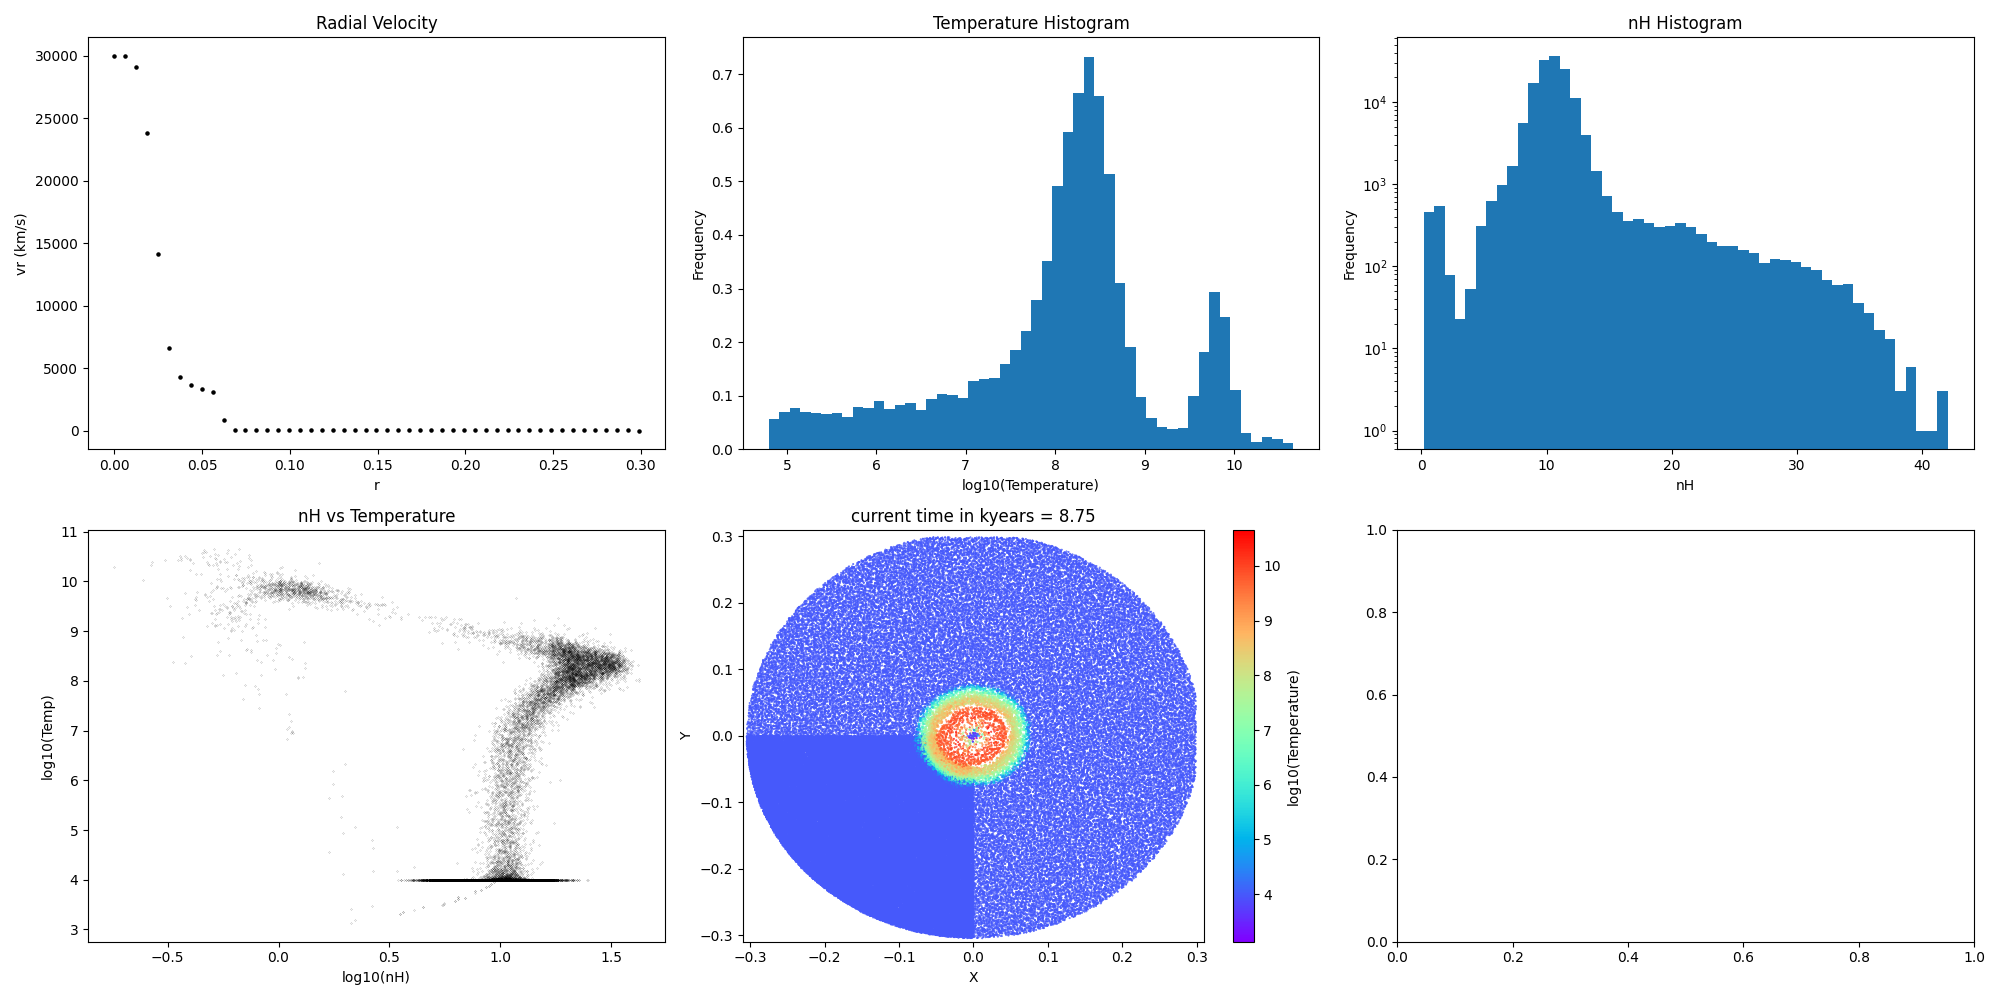 Radial Velocity
30000
25000
20000
15000
10000
5000
0
vr (km/s)
0.00 0.05 0.10 0.15 0.20 0.25 0.30
r
Temperature Histogram
0.7
0.6
0.5
0.4
0.3
0.2
0.1
0.0
Frequency
5 6 7 8 9 10
log10(Temperature)
nH Histogram
10^4
10^3
10^2
10^1
10^0
Frequency
0 10 20 30 40
nH
nH vs Temperature
11
10
9
8
7
6
5
4
3
log10(Temp)
−0.5 0.0 0.5 1.0 1.5
log10(nH)
current time in kyears = 8.75
0.3
0.2
0.1
0.0
−0.1
−0.2
−0.3
Y
−0.3 −0.2 −0.1 0.0 0.1 0.2 0.3
X
10
9
8
7
6
5
4
log10(Temperature)
1.0
0.8
0.6
0.4
0.2
0.0
0.0 0.2 0.4 0.6 0.8 1.0